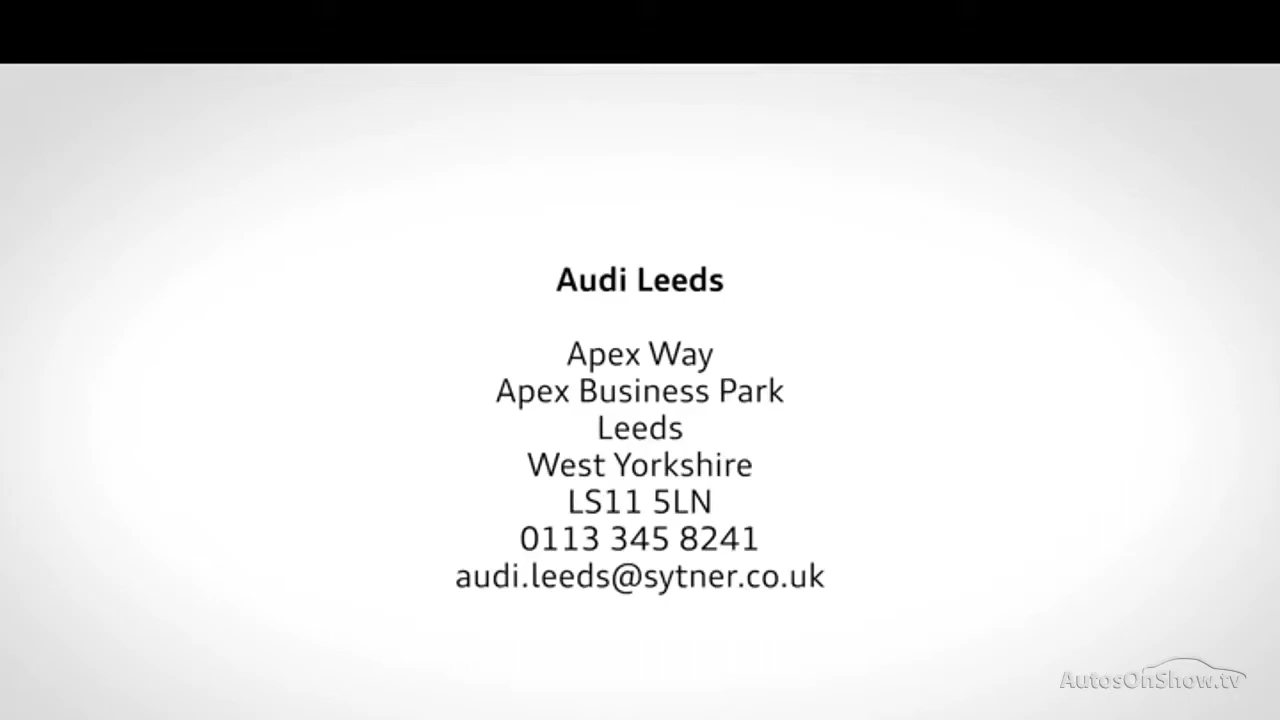 Audi Leeds
Apex Way
Apex Business Park
Leeds
West Yorkshire
LS11 5LN
0113 345 8241
audi.leeds@sytner.co.uk
AutosOnShow.tv